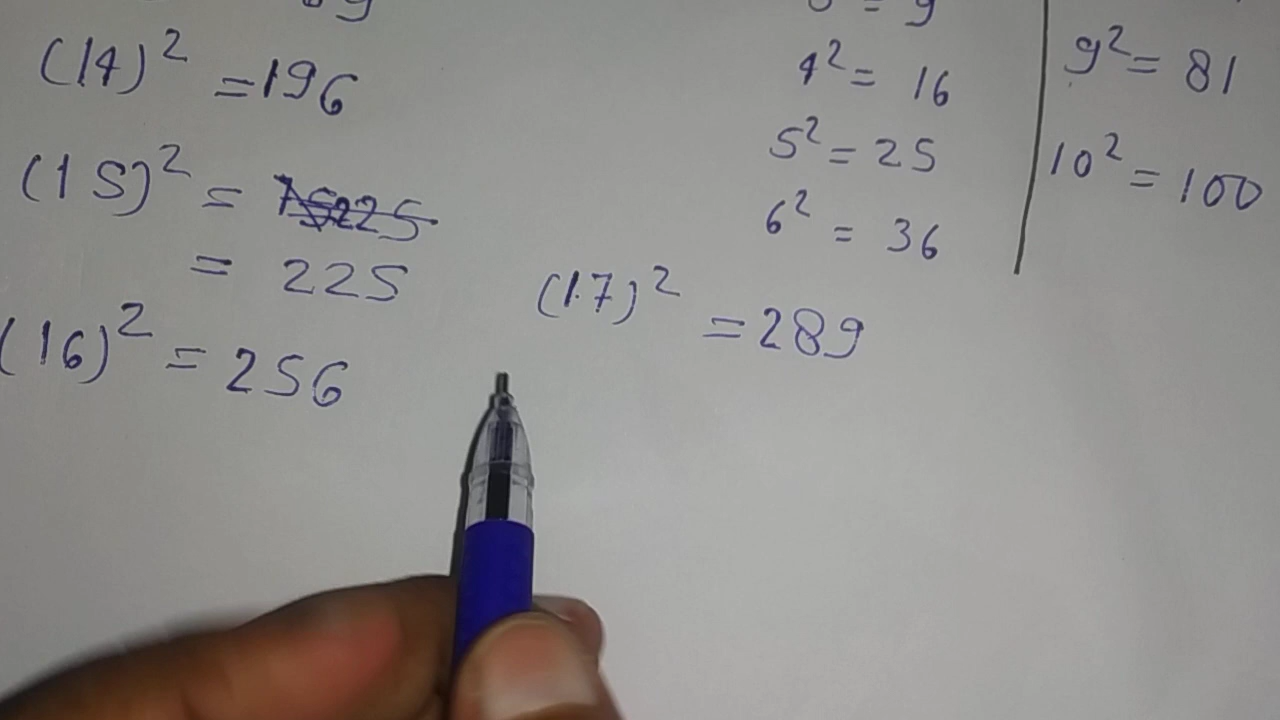 (14)² = 196
(15)² =
= 225
(16)² = 256
(17)² = 289
= 9
4² = 16
5² = 25
6² = 36
9² = 81
10² = 100